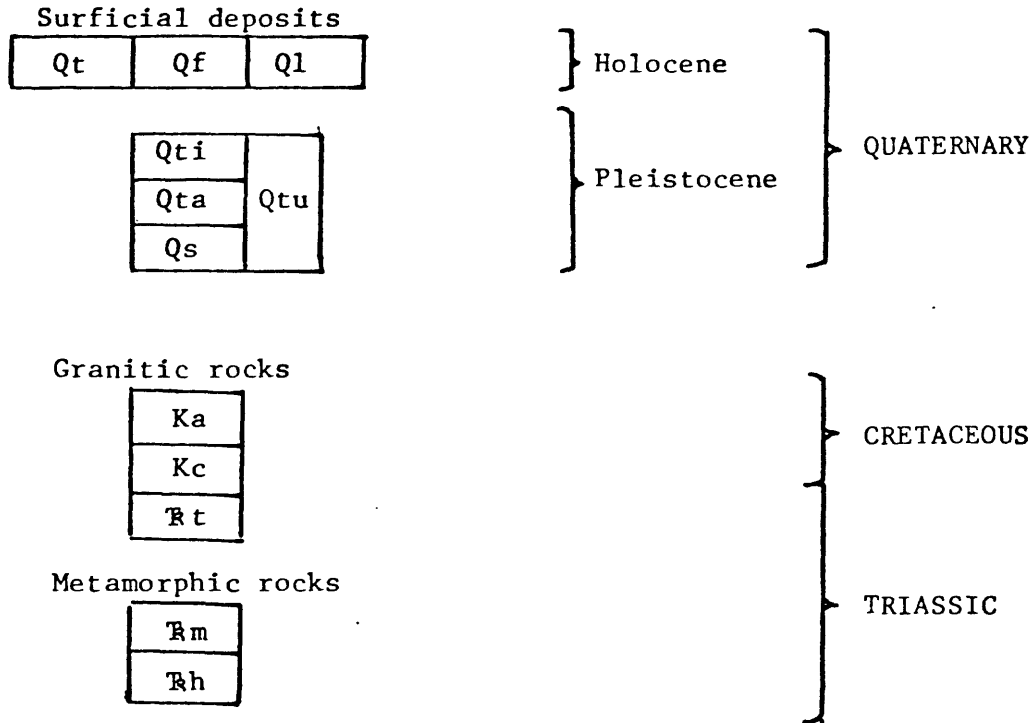 Surficial deposits
Qt Qf Ql Holocene
QUATERNARY
Qti
Pleistocene
Qta Qtu
Qs
Granitic rocks
Ka
CRETACEOUS
Kc
Ꞧt
Metamorphic rocks
Ꞧm TRIASSIC
Ꞧh